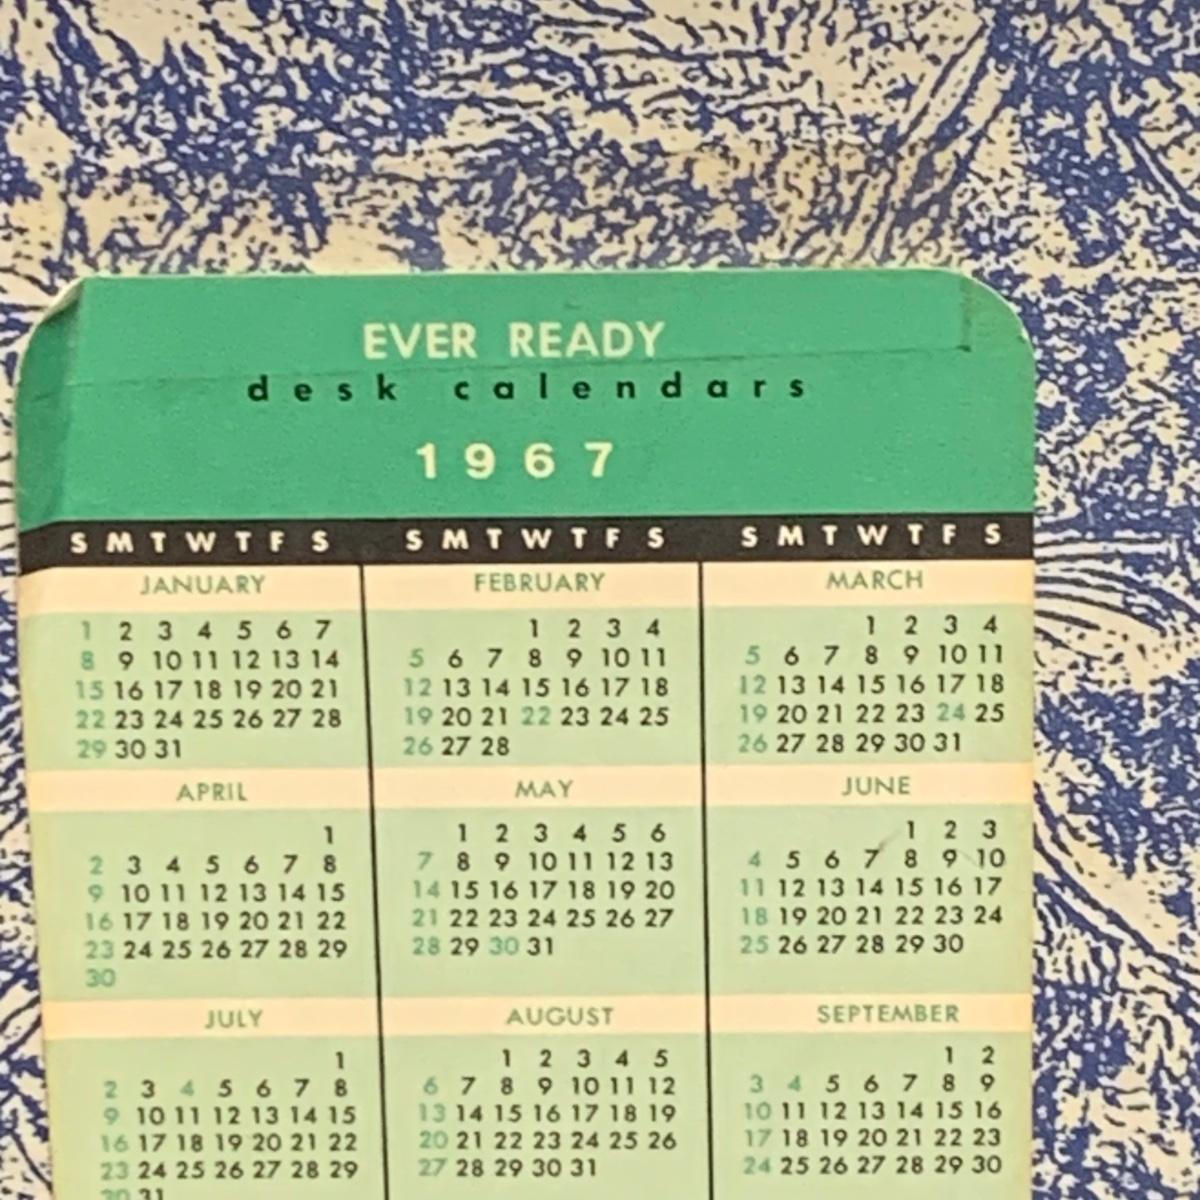 EVER READY
desk calendars
1967
S M T W T F S S M T W T F S S M T W T F S
JANUARY FEBRUARY MARCH
1 2 3 4 5 6 7 1 2 3 4 1 2 3 4
8 9 10 11 12 13 14 5 6 7 8 9 10 11 5 6 7 8 9 10 11
15 16 17 18 19 20 21 12 13 14 15 16 17 18 12 13 14 15 16 17 18
22 23 24 25 26 27 28 19 20 21 22 23 24 25 19 20 21 22 23 24 25
29 30 31 26 27 28 26 27 28 29 30 31
APRIL MAY JUNE
1 1 2 3 4 5 6 1 2 3
2 3 4 5 6 7 8 7 8 9 10 11 12 13 4 5 6 7 8 9 10
9 10 11 12 13 14 15 14 15 16 17 18 19 20 11 12 13 14 15 16 17
16 17 18 19 20 21 22 21 22 23 24 25 26 27 18 19 20 21 22 23 24
23 24 25 26 27 28 29 28 29 30 31 25 26 27 28 29 30
30
JULY AUGUST SEPTEMBER
1 1 2 3 4 5 1 2
2 3 4 5 6 7 8 6 7 8 9 10 11 12 3 4 5 6 7 8 9
9 10 11 12 13 14 15 13 14 15 16 17 18 19 10 11 12 13 14 15 16
16 17 18 19 20 21 22 20 21 22 23 24 25 26 17 18 19 20 21 22 23
23 24 25 26 27 28 29 27 28 29 30 31 24 25 26 27 28 29 30
30 31